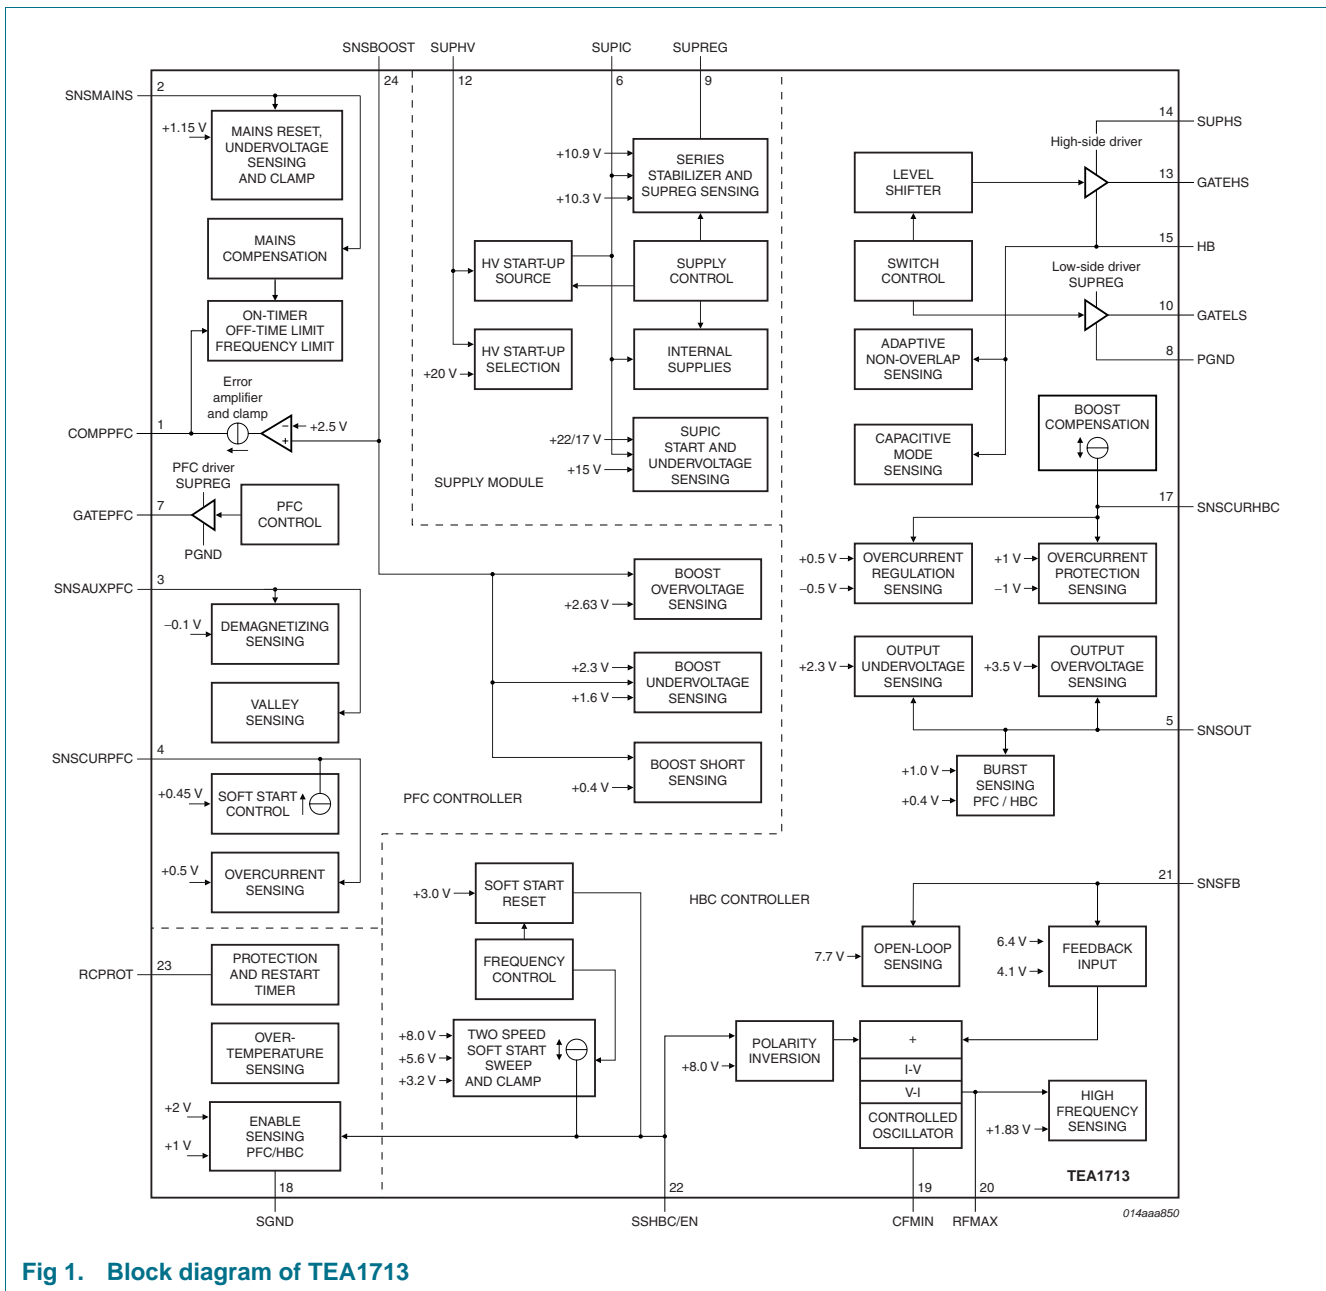 SNSBOOST
SUPHV
SUPIC
SUPREG
24
12
6
9
SNSMAINS
2
+1.15 V
MAINS RESET,
UNDERVOLTAGE
SENSING
AND CLAMP
MAINS
COMPENSATION
ON-TIMER
OFF-TIME LIMIT
FREQUENCY LIMIT
Error
amplifier
and clamp
COMPPFC
1
−
+
+2.5 V
PFC driver
SUPREG
GATEPFC
7
PFC
CONTROL
PGND
SNSAUXPFC
3
−0.1 V
DEMAGNETIZING
SENSING
VALLEY
SENSING
SNSCURPFC
4
+0.45 V
SOFT START
CONTROL
+0.5 V
OVERCURRENT
SENSING
+10.9 V
+10.3 V
SERIES
STABILIZER AND
SUPREG SENSING
HV START-UP
SOURCE
SUPPLY
CONTROL
HV START-UP
SELECTION
+20 V
INTERNAL
SUPPLIES
+22/17 V
+15 V
SUPIC
START AND
UNDERVOLTAGE
SENSING
SUPPLY MODULE
BOOST
OVERVOLTAGE
SENSING
+2.63 V
+2.3 V
+1.6 V
BOOST
UNDERVOLTAGE
SENSING
BOOST SHORT
SENSING
+0.4 V
PFC CONTROLLER
14
SUPHS
High-side driver
LEVEL
SHIFTER
13
GATEHS
15
HB
SWITCH
CONTROL
Low-side driver
SUPREG
10
GATELS
8
PGND
ADAPTIVE
NON-OVERLAP
SENSING
CAPACITIVE
MODE
SENSING
BOOST
COMPENSATION
17
SNSCURHBC
+0.5 V
−0.5 V
OVERCURRENT
REGULATION
SENSING
+1 V
−1 V
OVERCURRENT
PROTECTION
SENSING
+2.3 V
OUTPUT
UNDERVOLTAGE
SENSING
+3.5 V
OUTPUT
OVERVOLTAGE
SENSING
5
SNSOUT
+1.0 V
+0.4 V
BURST
SENSING
PFC / HBC
HBC CONTROLLER
21
SNSFB
7.7 V
OPEN-LOOP
SENSING
6.4 V
4.1 V
FEEDBACK
INPUT
RCPROT
23
PROTECTION
AND RESTART
TIMER
OVER-
TEMPERATURE
SENSING
+2 V
+1 V
ENABLE
SENSING
PFC/HBC
+3.0 V
SOFT START
RESET
FREQUENCY
CONTROL
+8.0 V
+5.6 V
+3.2 V
TWO SPEED
SOFT START
SWEEP
AND CLAMP
POLARITY
INVERSION
+8.0 V
+
I-V
V-I
CONTROLLED
OSCILLATOR
HIGH
FREQUENCY
SENSING
+1.83 V
TEA1713
18
22
19
20
SGND
SSHBC/EN
CFMIN
RFMAX
014aaa850
Fig 1. Block diagram of TEA1713